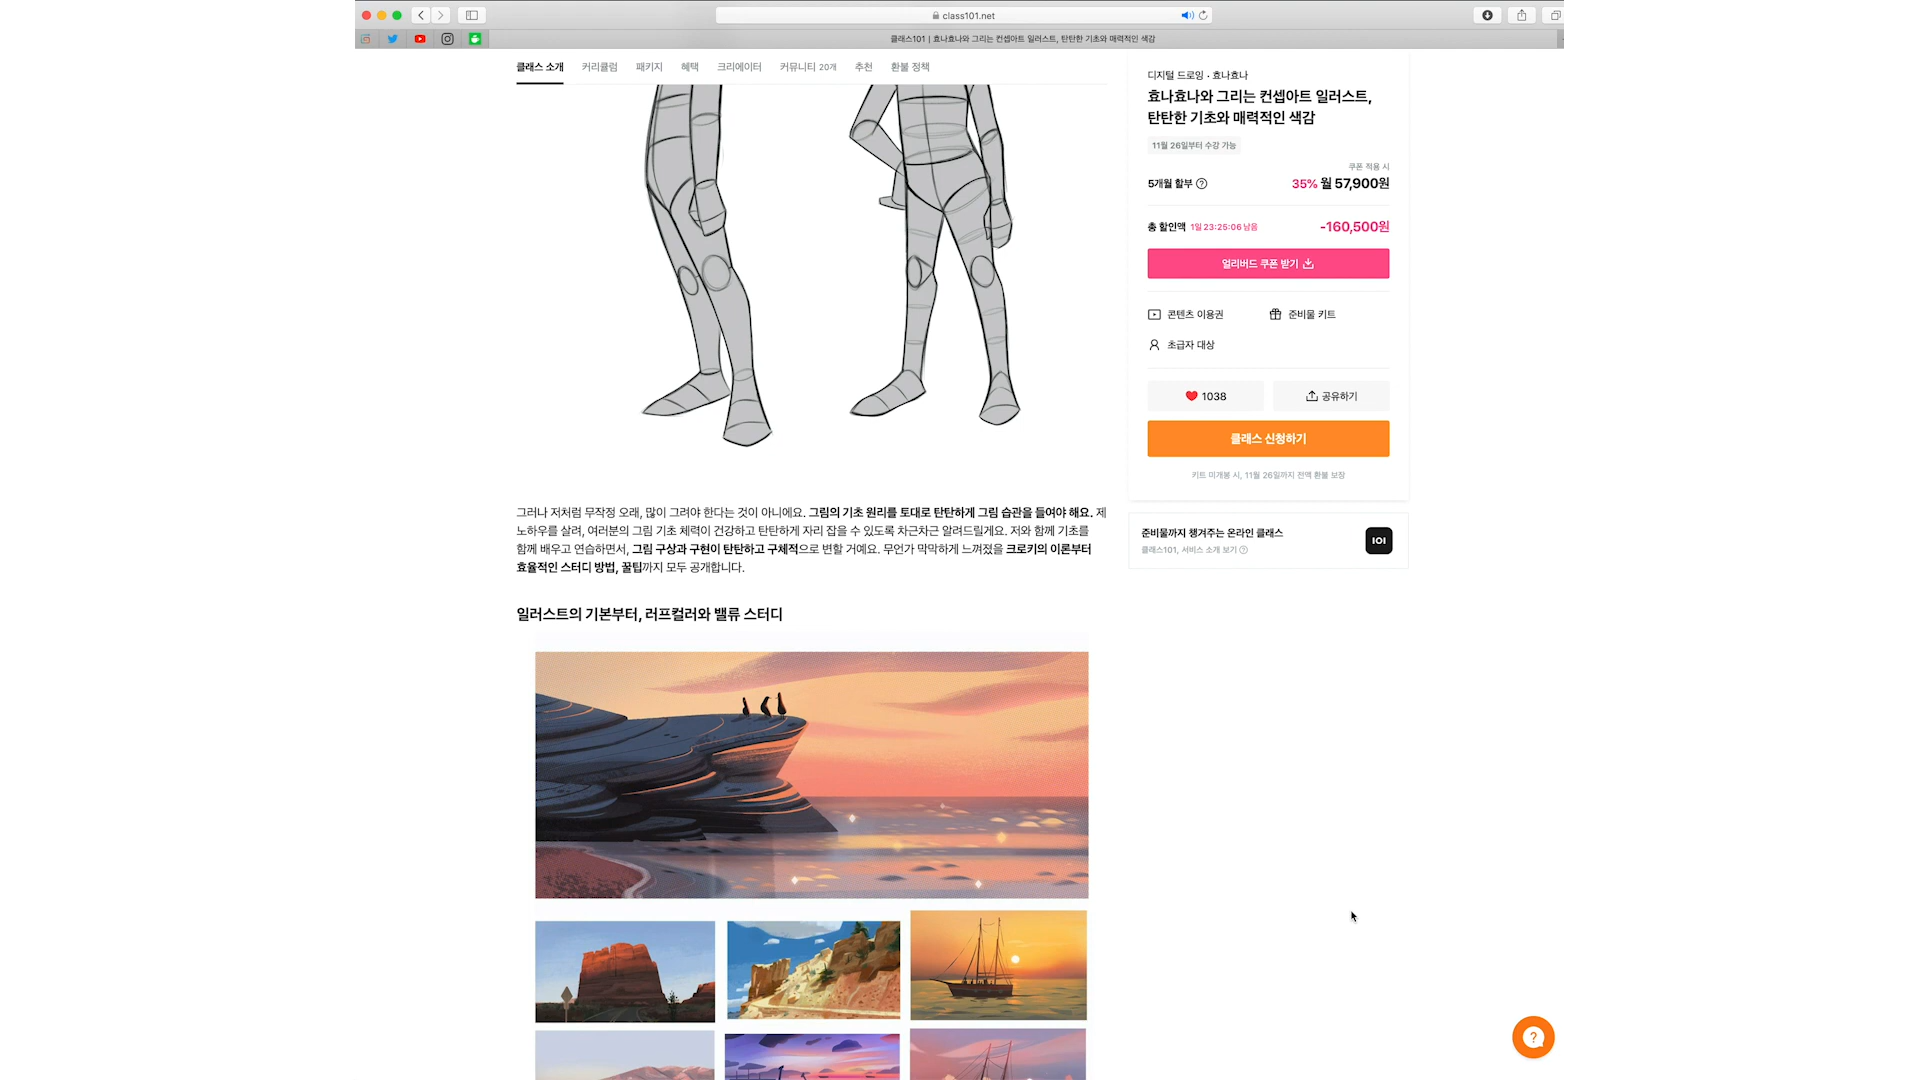 class101.net
클래스101 | 효나효나와 그리는 컨셉아트 일러스트, 탄탄한 기초와 매력적인 색감
클래스 소개 커리큘럼 패키지 혜택 크리에이터 커뮤니티 20개 추천 환불 정책
디지털 드로잉 · 효나효나
효나효나와 그리는 컨셉아트 일러스트,
탄탄한 기초와 매력적인 색감
11월 26일부터 수강 가능
쿠폰 적용 시
5개월 할부 35% 월 57,900원
총 할인액 1일 23:25:06 남음 -160,500원
얼리버드 쿠폰 받기
콘텐츠 이용권 준비물 키트
초급자 대상
1038 공유하기
클래스 신청하기
키트 미개봉 시, 11월 26일까지 전액 환불 보장
준비물까지 챙겨주는 온라인 클래스
클래스101, 서비스 소개 보기
101
그러나 저처럼 무작정 오래, 많이 그려야 한다는 것이 아니에요. 그림의 기초 원리를 토대로 탄탄하게 그림 습관을 들여야 해요. 제
노하우를 살려, 여러분의 그림 기초 체력이 건강하고 탄탄하게 자리 잡을 수 있도록 차근차근 알려드릴게요. 저와 함께 기초를
함께 배우고 연습하면서, 그림 구상과 구현이 탄탄하고 구체적으로 변할 거예요. 무언가 막막하게 느껴졌을 크로키의 이론부터
효율적인 스터디 방법, 꿀팁까지 모두 공개합니다.
일러스트의 기본부터, 러프컬러와 밸류 스터디